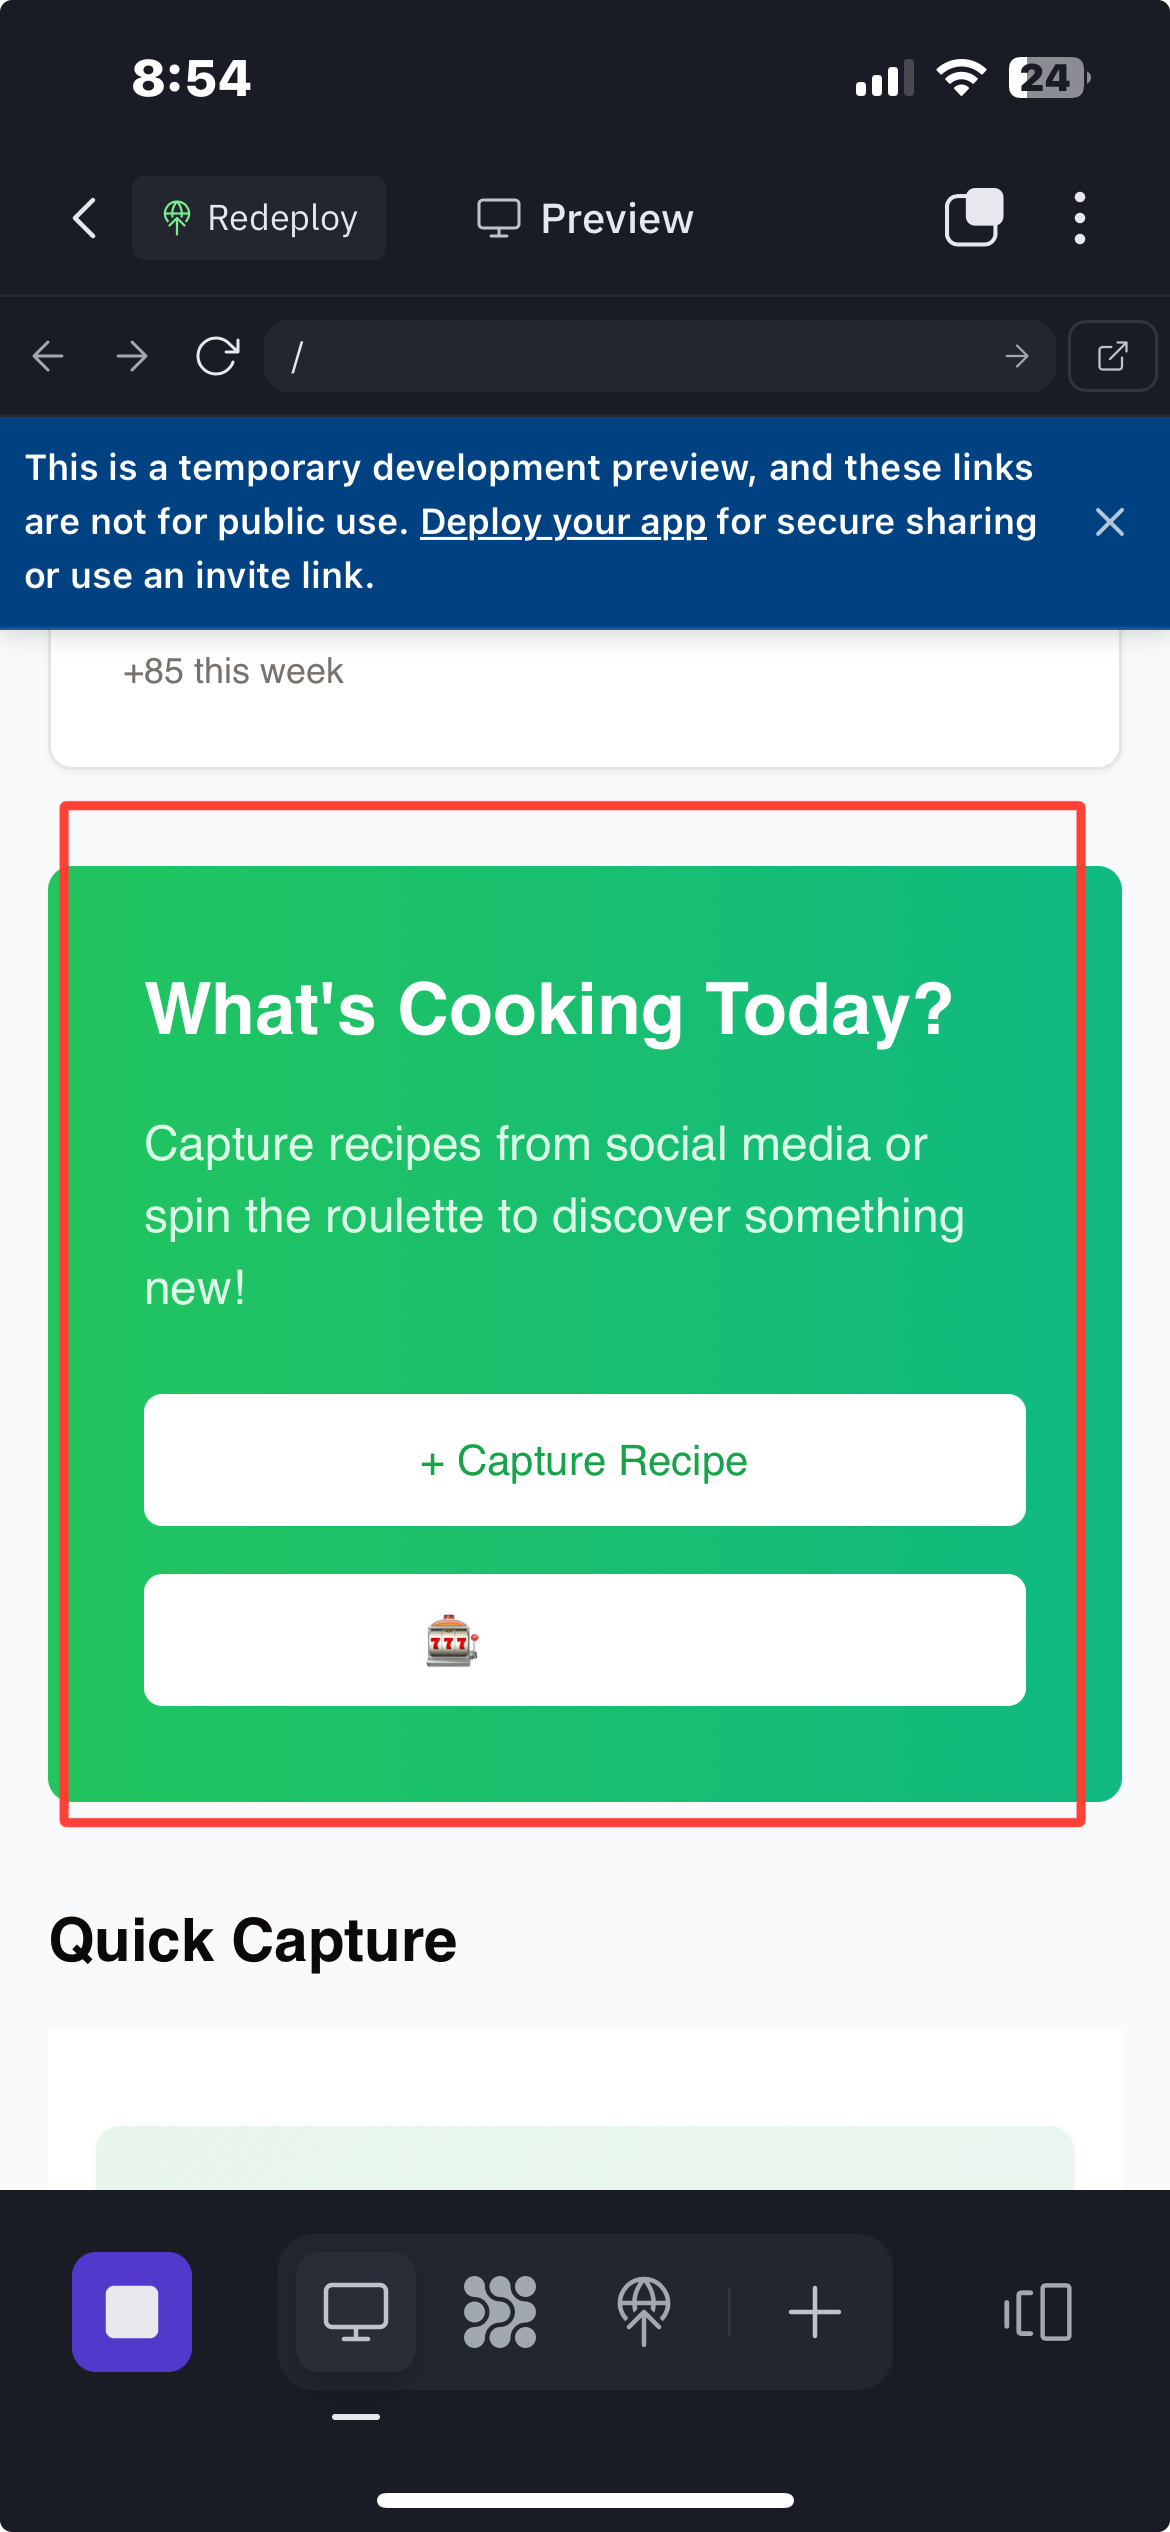 8:54
24
Redeploy
Preview
/
This is a temporary development preview, and these links
are not for public use. Deploy your app for secure sharing
or use an invite link.
+85 this week
What's Cooking Today?
Capture recipes from social media or
spin the roulette to discover something
new!
+ Capture Recipe
777
Quick Capture